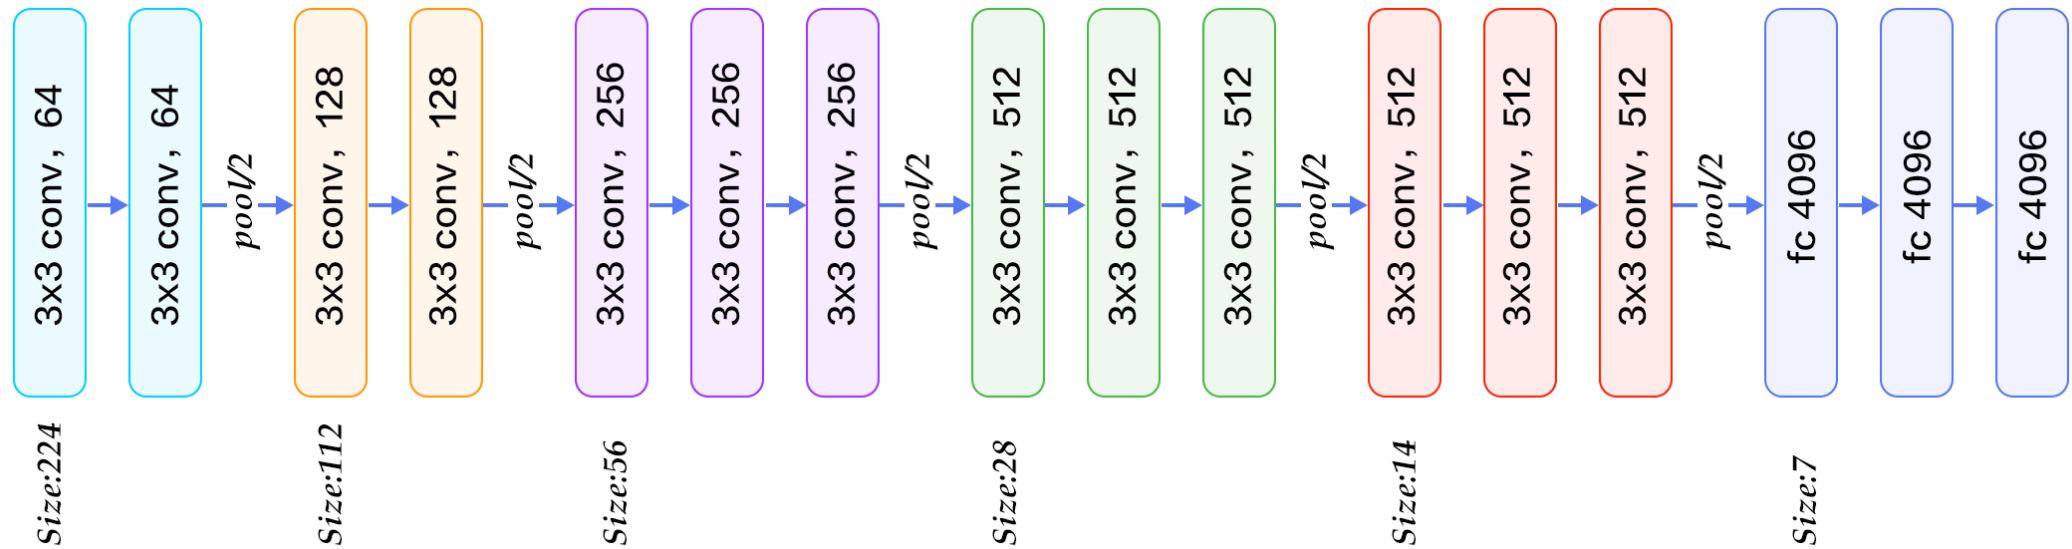 3x3 conv, 64
3x3 conv, 64
pool/2
3x3 conv, 128
3x3 conv, 128
pool/2
3x3 conv, 256
3x3 conv, 256
3x3 conv, 256
pool/2
3x3 conv, 512
3x3 conv, 512
3x3 conv, 512
pool/2
3x3 conv, 512
3x3 conv, 512
3x3 conv, 512
pool/2
fc 4096
fc 4096
fc 4096
Size:224
Size:112
Size:56
Size:28
Size:14
Size:7